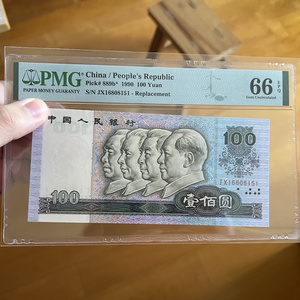 PMG
PAPER MONEY GUARANTY
China / People's Republic
Pick# 889b* 1990 100 Yuan
S/N JX16808151 - Replacement
66 EPQ
Gem Uncirculated
中国人民银行
100
JX16808151
100
壹佰圆